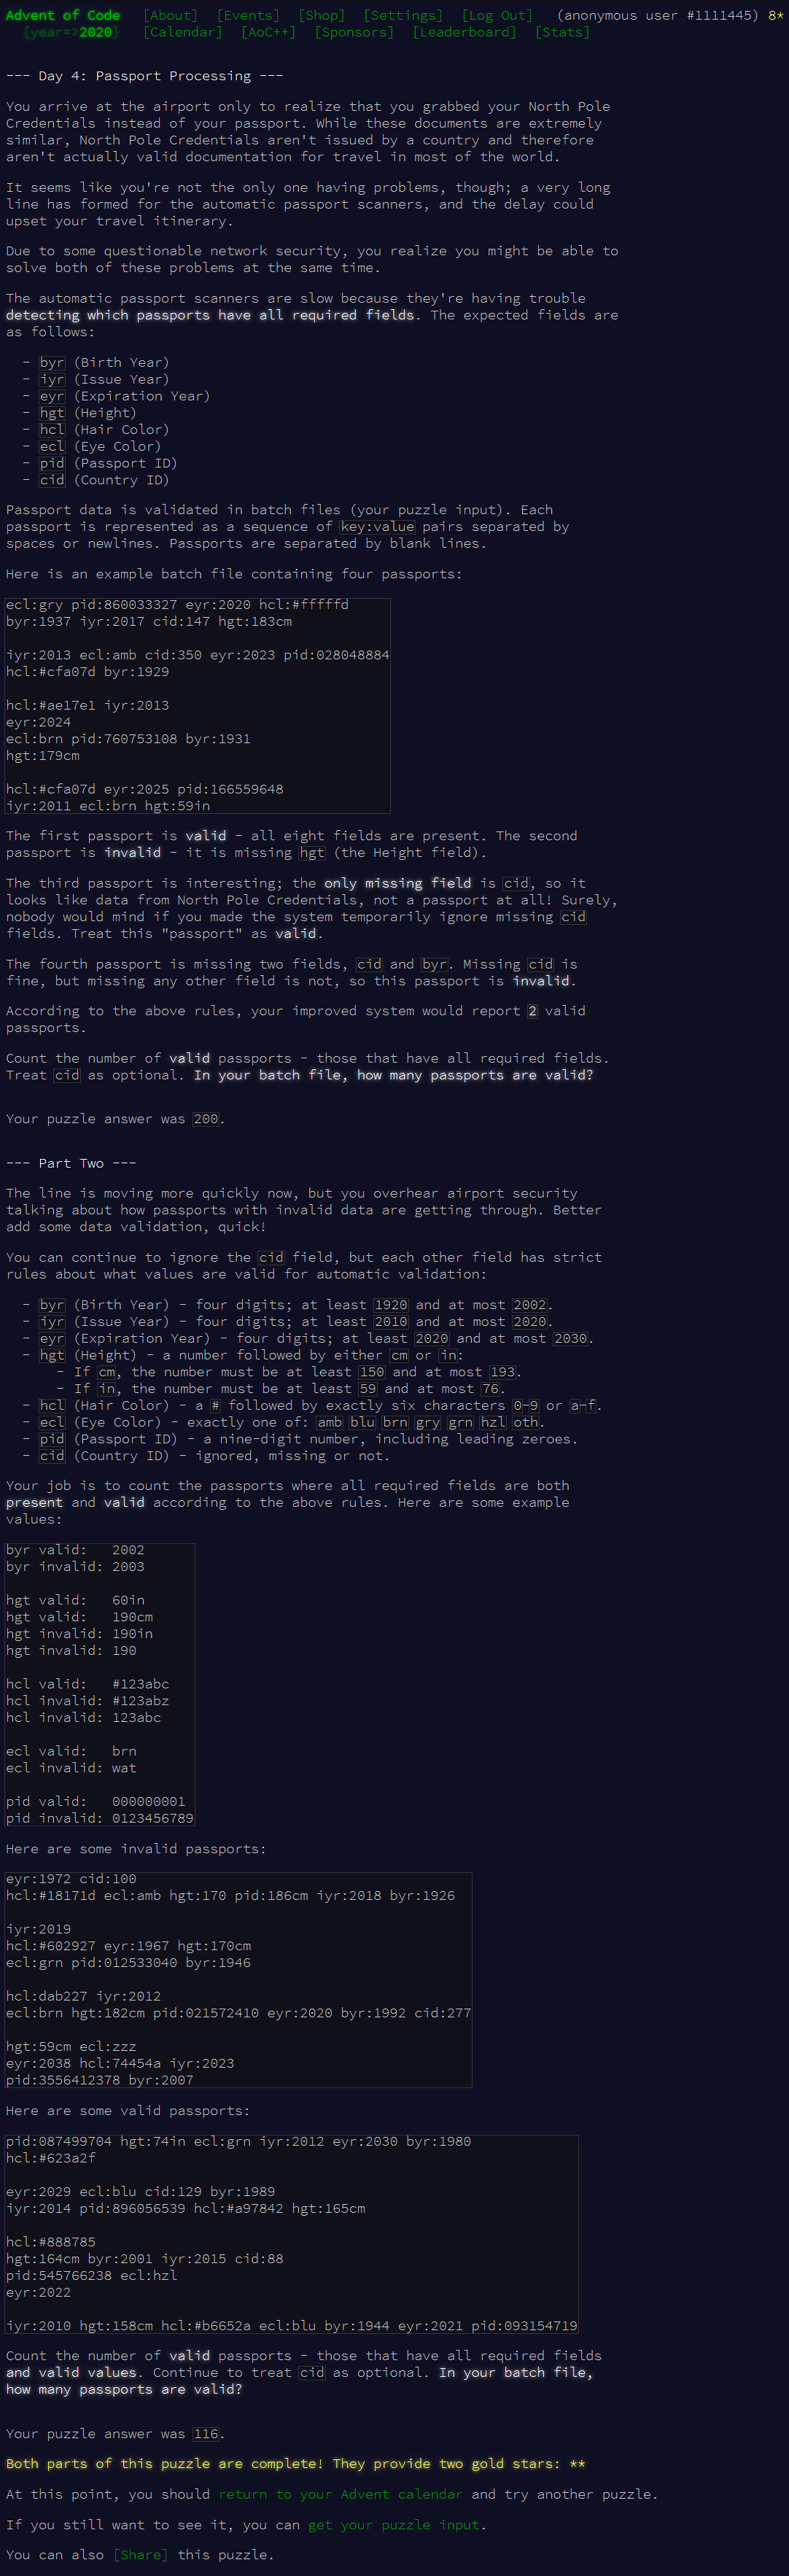 Advent of Code [About] [Events] [Shop] [Settings] [Log Out] (anonymous user #1111445) 8*
{year=>2020} [Calendar] [AoC++] [Sponsors] [Leaderboard] [Stats]
--- Day 4: Passport Processing ---
You arrive at the airport only to realize that you grabbed your North Pole
Credentials instead of your passport. While these documents are extremely
similar, North Pole Credentials aren't issued by a country and therefore
aren't actually valid documentation for travel in most of the world.
It seems like you're not the only one having problems, though; a very long
line has formed for the automatic passport scanners, and the delay could
upset your travel itinerary.
Due to some questionable network security, you realize you might be able to
solve both of these problems at the same time.
The automatic passport scanners are slow because they're having trouble
detecting which passports have all required fields. The expected fields are
as follows:
- byr (Birth Year)
- iyr (Issue Year)
- eyr (Expiration Year)
- hgt (Height)
- hcl (Hair Color)
- ecl (Eye Color)
- pid (Passport ID)
- cid (Country ID)
Passport data is validated in batch files (your puzzle input). Each
passport is represented as a sequence of key:value pairs separated by
spaces or newlines. Passports are separated by blank lines.
Here is an example batch file containing four passports:
ecl:gry pid:860033327 eyr:2020 hcl:#fffffd
byr:1937 iyr:2017 cid:147 hgt:183cm
iyr:2013 ecl:amb cid:350 eyr:2023 pid:028048884
hcl:#cfa07d byr:1929
hcl:#ae17e1 iyr:2013
eyr:2024
ecl:brn pid:760753108 byr:1931
hgt:179cm
hcl:#cfa07d eyr:2025 pid:166559648
iyr:2011 ecl:brn hgt:59in
The first passport is valid - all eight fields are present. The second
passport is invalid - it is missing hgt (the Height field).
The third passport is interesting; the only missing field is cid, so it
looks like data from North Pole Credentials, not a passport at all! Surely,
nobody would mind if you made the system temporarily ignore missing cid
fields. Treat this "passport" as valid.
The fourth passport is missing two fields, cid and byr. Missing cid is
fine, but missing any other field is not, so this passport is invalid.
According to the above rules, your improved system would report 2 valid
passports.
Count the number of valid passports - those that have all required fields.
Treat cid as optional. In your batch file, how many passports are valid?
Your puzzle answer was 200.
--- Part Two ---
The line is moving more quickly now, but you overhear airport security
talking about how passports with invalid data are getting through. Better
add some data validation, quick!
You can continue to ignore the cid field, but each other field has strict
rules about what values are valid for automatic validation:
- byr (Birth Year) - four digits; at least 1920 and at most 2002.
- iyr (Issue Year) - four digits; at least 2010 and at most 2020.
- eyr (Expiration Year) - four digits; at least 2020 and at most 2030.
- hgt (Height) - a number followed by either cm or in:
- If cm, the number must be at least 150 and at most 193.
- If in, the number must be at least 59 and at most 76.
- hcl (Hair Color) - a # followed by exactly six characters 0-9 or a-f.
- ecl (Eye Color) - exactly one of: amb blu brn gry grn hzl oth.
- pid (Passport ID) - a nine-digit number, including leading zeroes.
- cid (Country ID) - ignored, missing or not.
Your job is to count the passports where all required fields are both
present and valid according to the above rules. Here are some example
values:
byr valid: 2002
byr invalid: 2003
hgt valid: 60in
hgt valid: 190cm
hgt invalid: 190in
hgt invalid: 190
hcl valid: #123abc
hcl invalid: #123abz
hcl invalid: 123abc
ecl valid: brn
ecl invalid: wat
pid valid: 000000001
pid invalid: 0123456789
Here are some invalid passports:
eyr:1972 cid:100
hcl:#18171d ecl:amb hgt:170 pid:186cm iyr:2018 byr:1926
iyr:2019
hcl:#602927 eyr:1967 hgt:170cm
ecl:grn pid:012533040 byr:1946
hcl:dab227 iyr:2012
ecl:brn hgt:182cm pid:021572410 eyr:2020 byr:1992 cid:277
hgt:59cm ecl:zzz
eyr:2038 hcl:74454a iyr:2023
pid:3556412378 byr:2007
Here are some valid passports:
pid:087499704 hgt:74in ecl:grn iyr:2012 eyr:2030 byr:1980
hcl:#623a2f
eyr:2029 ecl:blu cid:129 byr:1989
iyr:2014 pid:896056539 hcl:#a97842 hgt:165cm
hcl:#888785
hgt:164cm byr:2001 iyr:2015 cid:88
pid:545766238 ecl:hzl
eyr:2022
iyr:2010 hgt:158cm hcl:#b6652a ecl:blu byr:1944 eyr:2021 pid:093154719
Count the number of valid passports - those that have all required fields
and valid values. Continue to treat cid as optional. In your batch file,
how many passports are valid?
Your puzzle answer was 116.
Both parts of this puzzle are complete! They provide two gold stars: **
At this point, you should return to your Advent calendar and try another puzzle.
If you still want to see it, you can get your puzzle input.
You can also [Share] this puzzle.